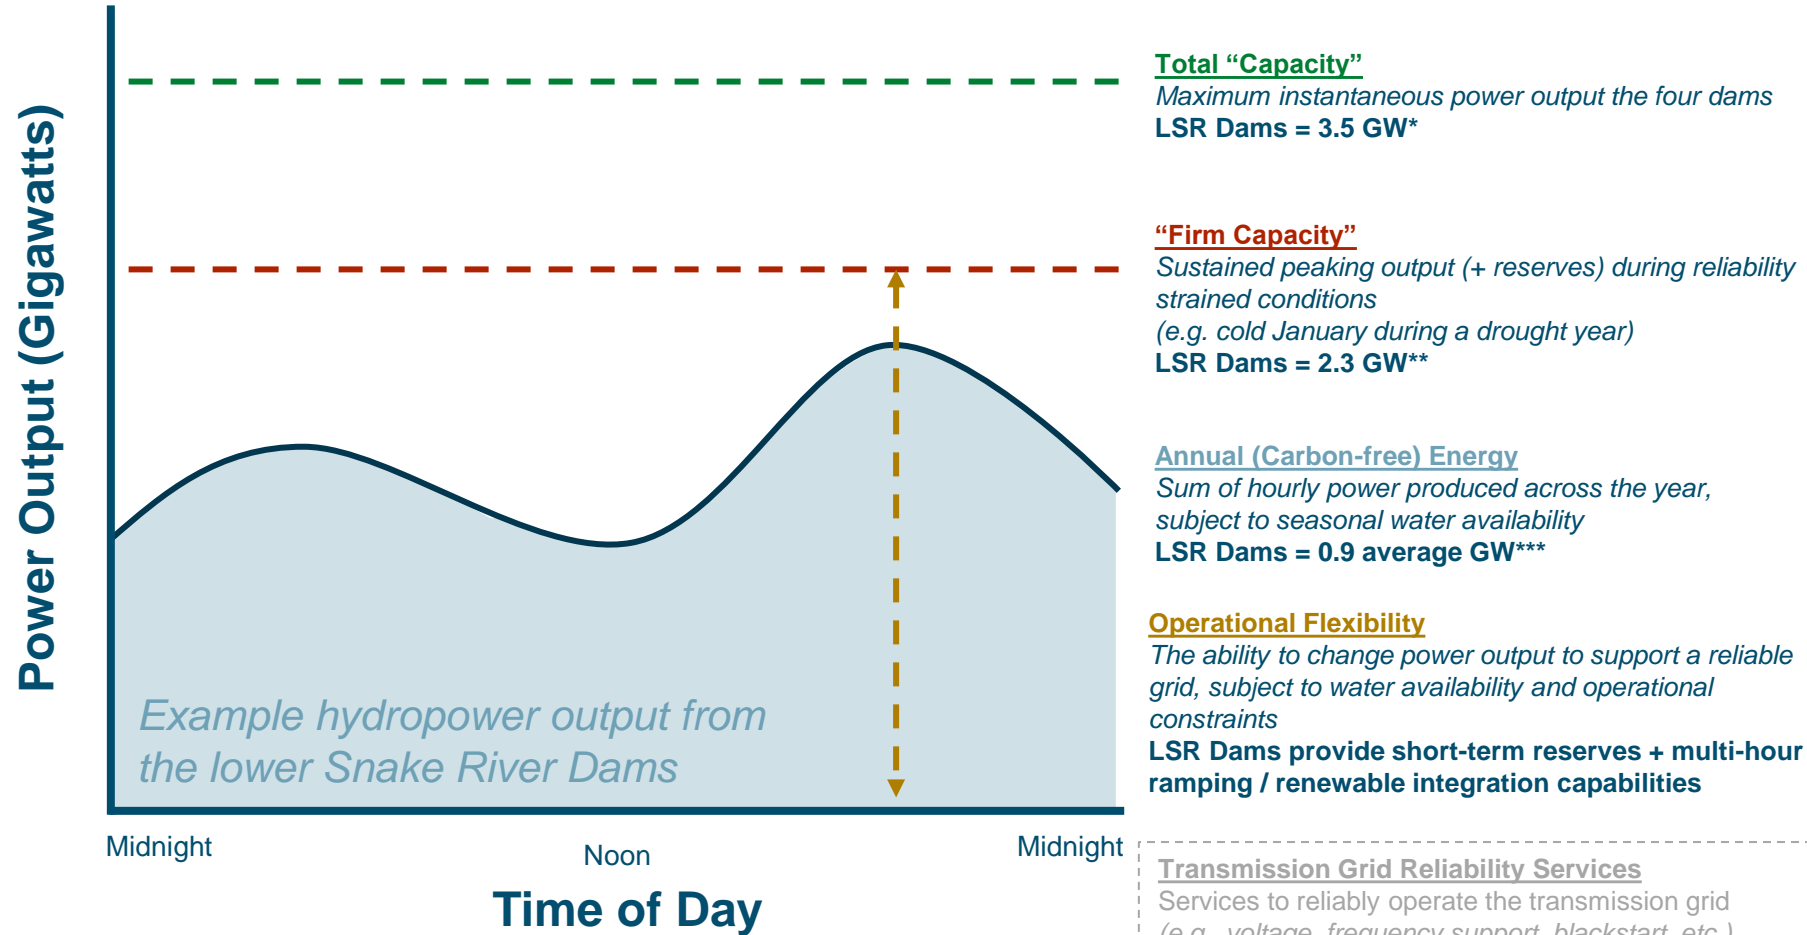 Power Output (Gigawatts)
Total “Capacity”
Maximum instantaneous power output the four dams
LSR Dams = 3.5 GW*
“Firm Capacity”
Sustained peaking output (+ reserves) during reliability
strained conditions
(e.g. cold January during a drought year)
LSR Dams = 2.3 GW**
Annual (Carbon-free) Energy
Sum of hourly power produced across the year,
subject to seasonal water availability
LSR Dams = 0.9 average GW***
Operational Flexibility
The ability to change power output to support a reliable
grid, subject to water availability and operational
constraints
LSR Dams provide short-term reserves + multi-hour
ramping / renewable integration capabilities
Example hydropower output from
the lower Snake River Dams
Midnight
Noon
Midnight
Time of Day
Transmission Grid Reliability Services
Services to reliably operate the transmission grid
(e.g., voltage, frequency support, blackstart, etc.)